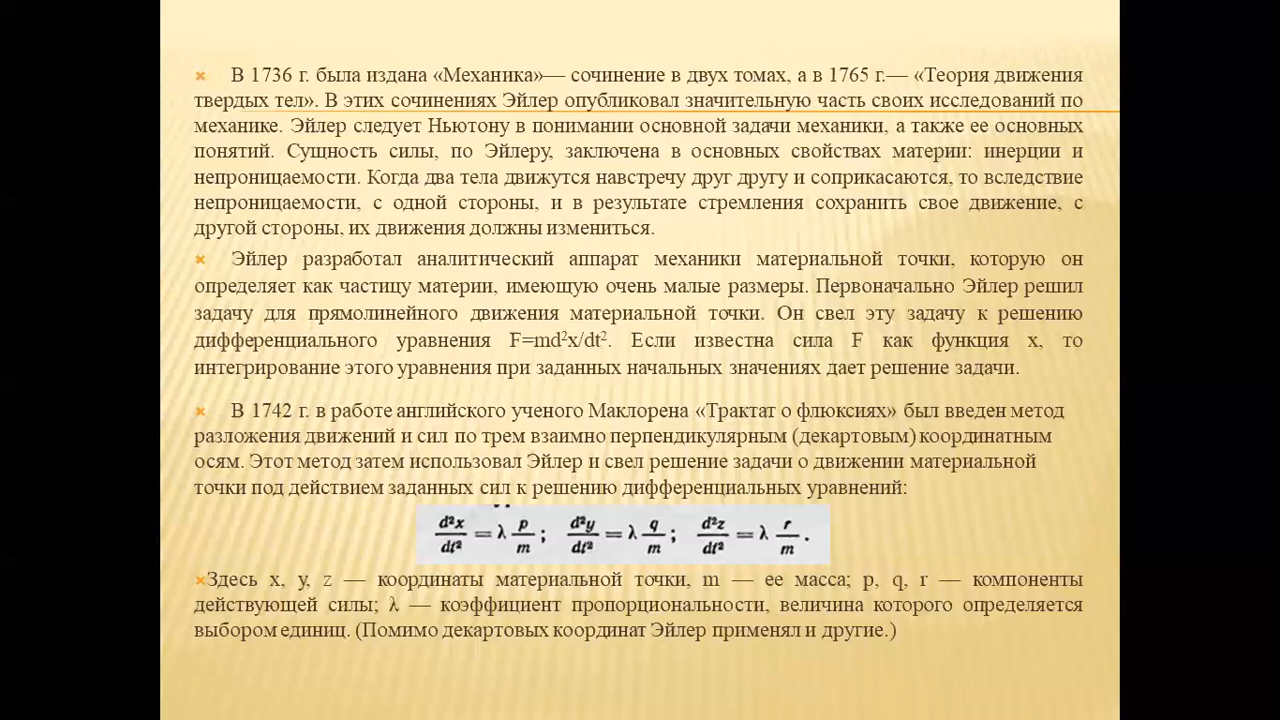 В 1736 г. была издана «Механика»— сочинение в двух томах, а в 1765 г.— «Теория движения
твердых тел». В этих сочинениях Эйлер опубликовал значительную часть своих исследований по
механике. Эйлер следует Ньютону в понимании основной задачи механики, а также ее основных
понятий. Сущность силы, по Эйлеру, заключена в основных свойствах материи: инерции и
непроницаемости. Когда два тела движутся навстречу друг другу и соприкасаются, то вследствие
непроницаемости, с одной стороны, и в результате стремления сохранить свое движение, с
другой стороны, их движения должны измениться.
Эйлер разработал аналитический аппарат механики материальной точки, которую он
определяет как частицу материи, имеющую очень малые размеры. Первоначально Эйлер решил
задачу для прямолинейного движения материальной точки. Он свел эту задачу к решению
дифференциального уравнения F=md²x/dt². Если известна сила F как функция x, то
интегрирование этого уравнения при заданных начальных значениях дает решение задачи.
В 1742 г. в работе английского ученого Маклорена «Трактат о флюксиях» был введен метод
разложения движений и сил по трем взаимно перпендикулярным (декартовым) координатным
осям. Этот метод затем использовал Эйлер и свел решение задачи о движении материальной
точки под действием заданных сил к решению дифференциальных уравнений:
d²x/dt² = λ p/m ; d²y/dt² = λ q/m ; d²z/dt² = λ r/m .
Здесь x, y, z — координаты материальной точки, m — ее масса; p, q, r — компоненты
действующей силы; λ — коэффициент пропорциональности, величина которого определяется
выбором единиц. (Помимо декартовых координат Эйлер применял и другие.)